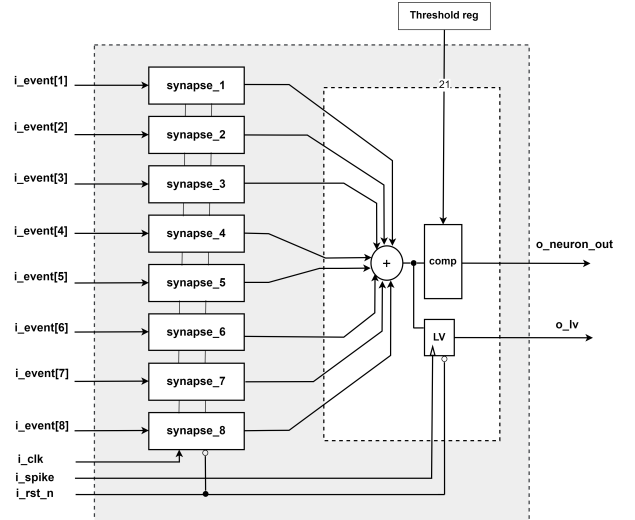 Threshold reg
21
i_event[1]
synapse_1
i_event[2]
synapse_2
i_event[3]
synapse_3
i_event[4]
synapse_4
i_event[5]
synapse_5
i_event[6]
synapse_6
i_event[7]
synapse_7
i_event[8]
synapse_8
+
comp
o_neuron_out
LV
o_lv
i_clk
i_spike
i_rst_n